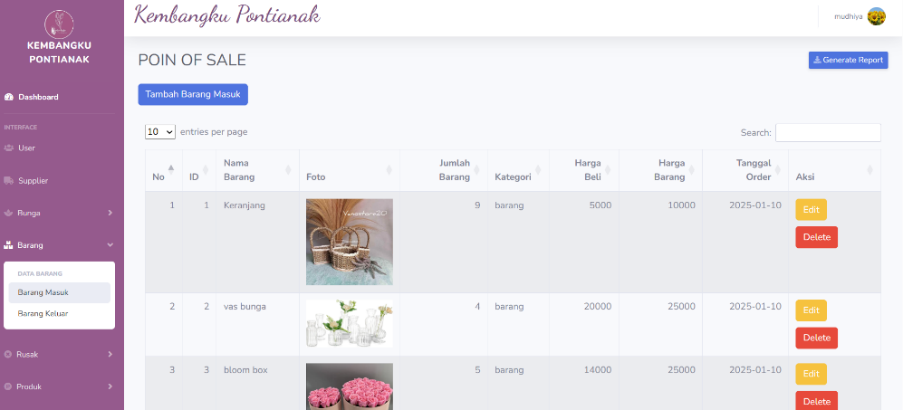 Kembangku Pontianak
mudhiya
KEMBANGKU
PONTIANAK
Dashboard
INTERFACE
User
Supplier
Bunga
Barang
DATA BARANG
Barang Masuk
Barang Keluar
Rusak
Produk
POIN OF SALE
Generate Report
Tambah Barang Masuk
10 entries per page
Search:
No ID Nama Barang Foto Jumlah Barang Kategori Harga Beli Harga Barang Tanggal Order Aksi
1 1 Keranjang 9 barang 5000 10000 2025-01-10 Edit
Delete
2 2 vas bunga 4 barang 20000 25000 2025-01-10 Edit
Delete
3 3 bloom box 5 barang 14000 25000 2025-01-10 Edit
Delete